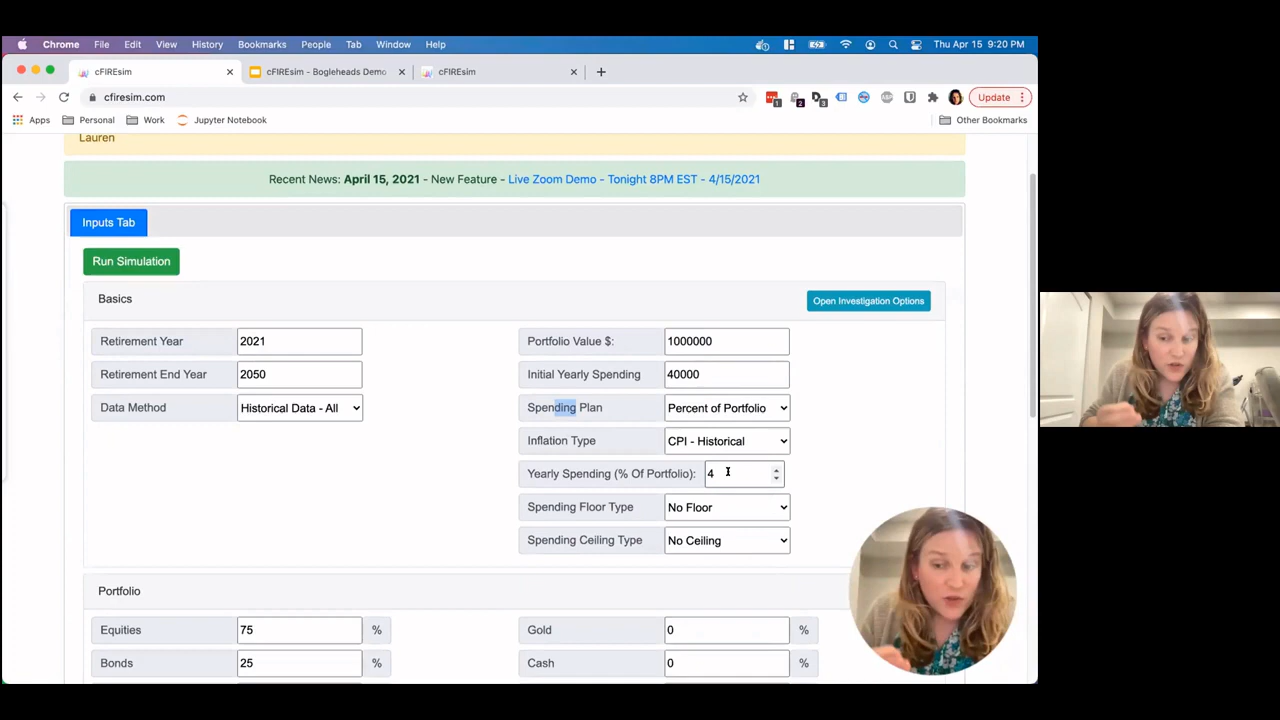 Chrome File Edit View History Bookmarks People Tab Window Help Thu Apr 15 9:20 PM
cFIREsim cFIREsim - Bogleheads Demo cFIREsim
cfiresim.com Update
Apps Personal Work Jupyter Notebook Other Bookmarks
Lauren
Recent News: April 15, 2021 - New Feature - Live Zoom Demo - Tonight 8PM EST - 4/15/2021
Inputs Tab
Run Simulation
Basics Open Investigation Options
Retirement Year 2021 Portfolio Value $: 1000000
Retirement End Year 2050 Initial Yearly Spending 40000
Data Method Historical Data - All Spending Plan Percent of Portfolio
Inflation Type CPI - Historical
Yearly Spending (% Of Portfolio): 4
Spending Floor Type No Floor
Spending Ceiling Type No Ceiling
Portfolio
Equities 75 % Gold 0 %
Bonds 25 % Cash 0 %